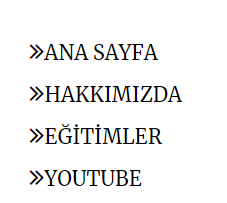 »ANA SAYFA
»HAKKIMIZDA
»EĞİTİMLER
»YOUTUBE